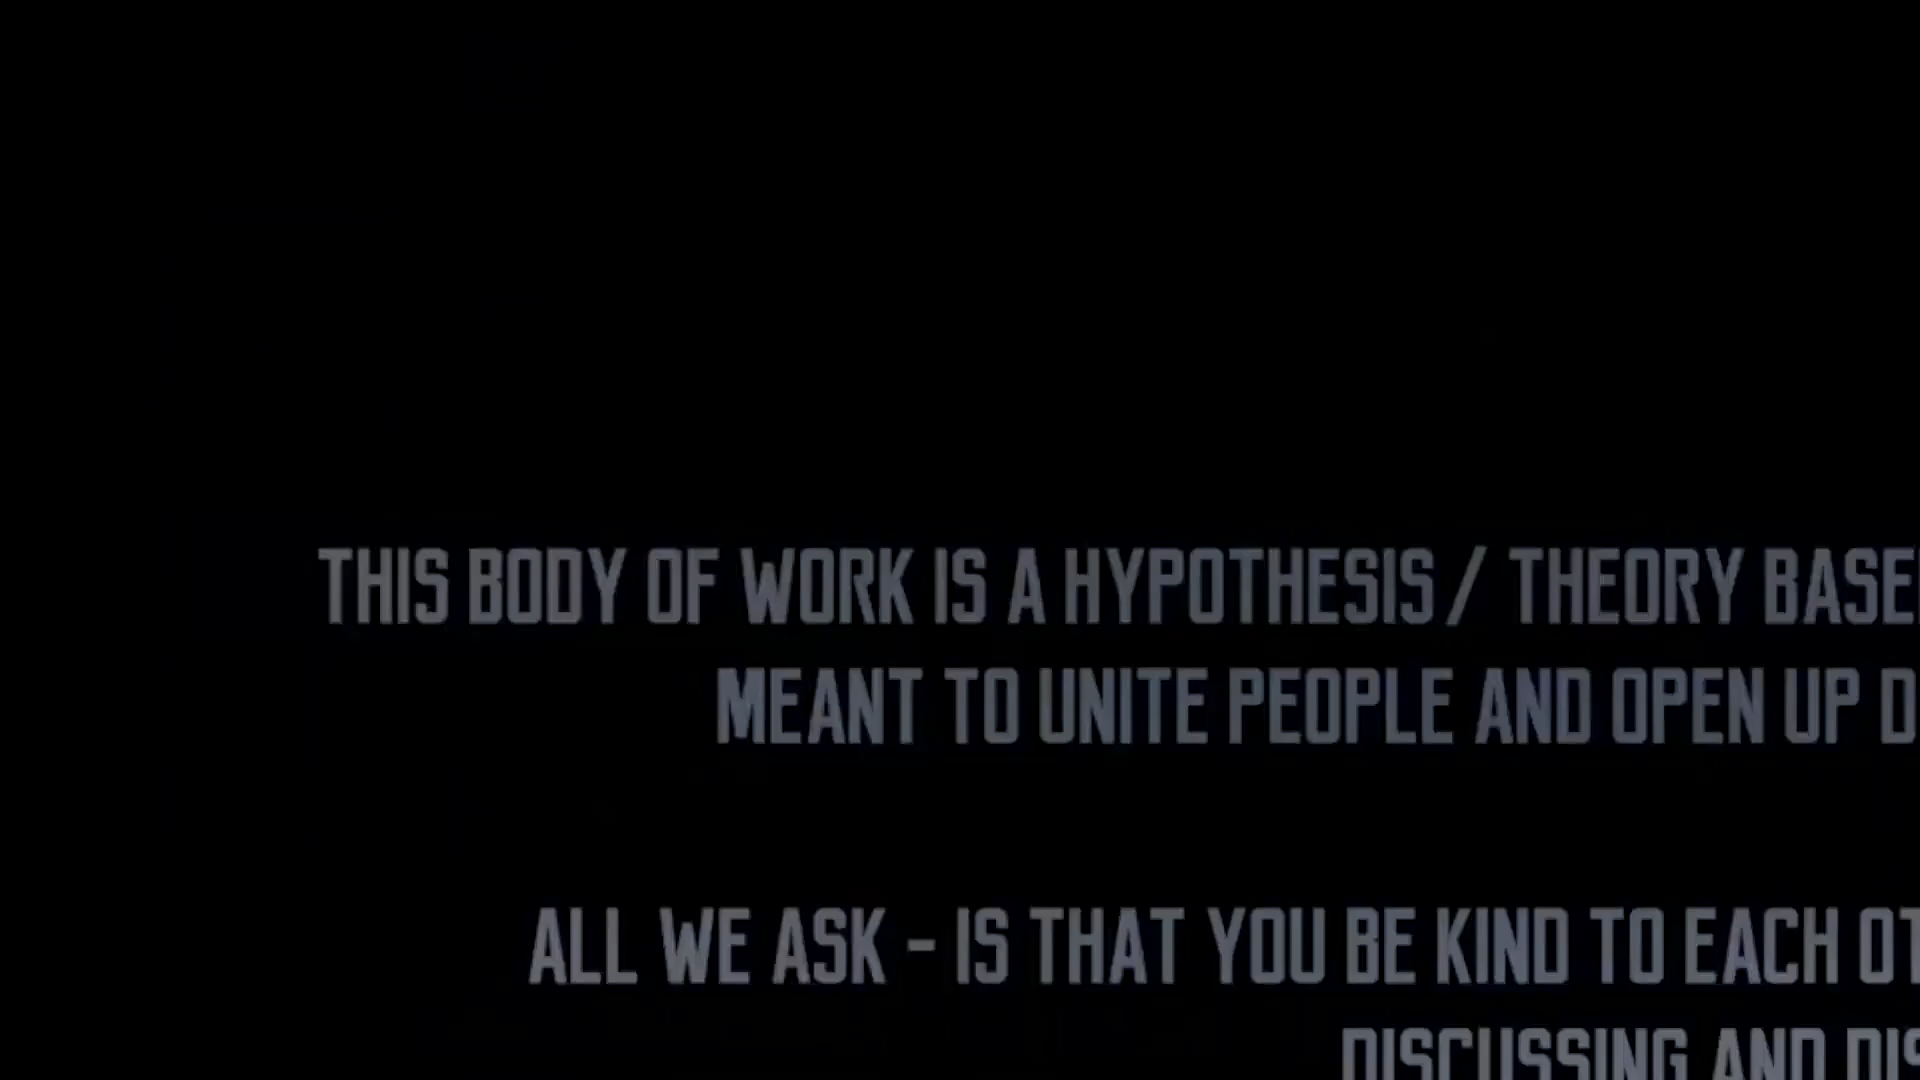 THIS BODY OF WORK IS A HYPOTHESIS / THEORY
MEANT TO UNITE PEOPLE AND OPEN UP
ALL WE ASK - IS THAT YOU BE KIND TO EACH
DISCUSSING AND